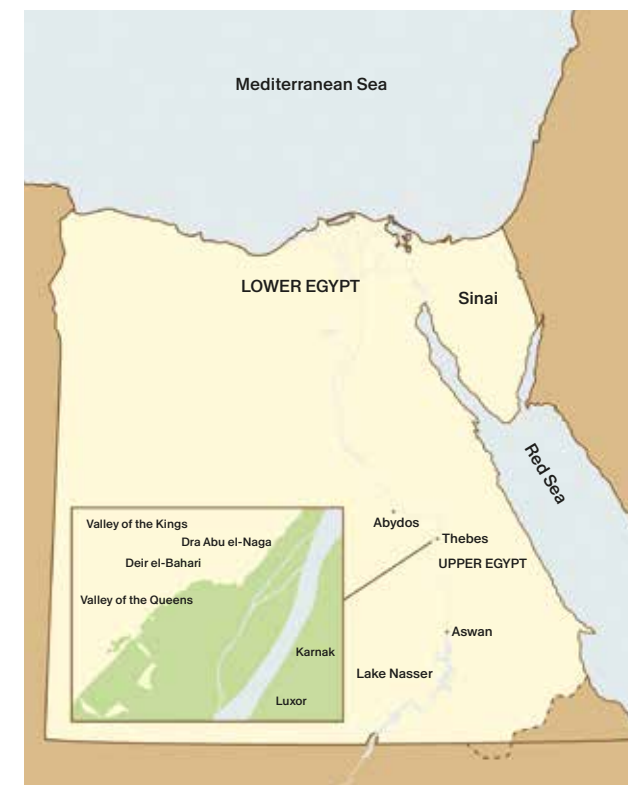 Mediterranean Sea
LOWER EGYPT
Sinai
Red Sea
Abydos
Thebes
UPPER EGYPT
Aswan
Lake Nasser
Valley of the Kings
Dra Abu el-Naga
Deir el-Bahari
Valley of the Queens
Karnak
Luxor